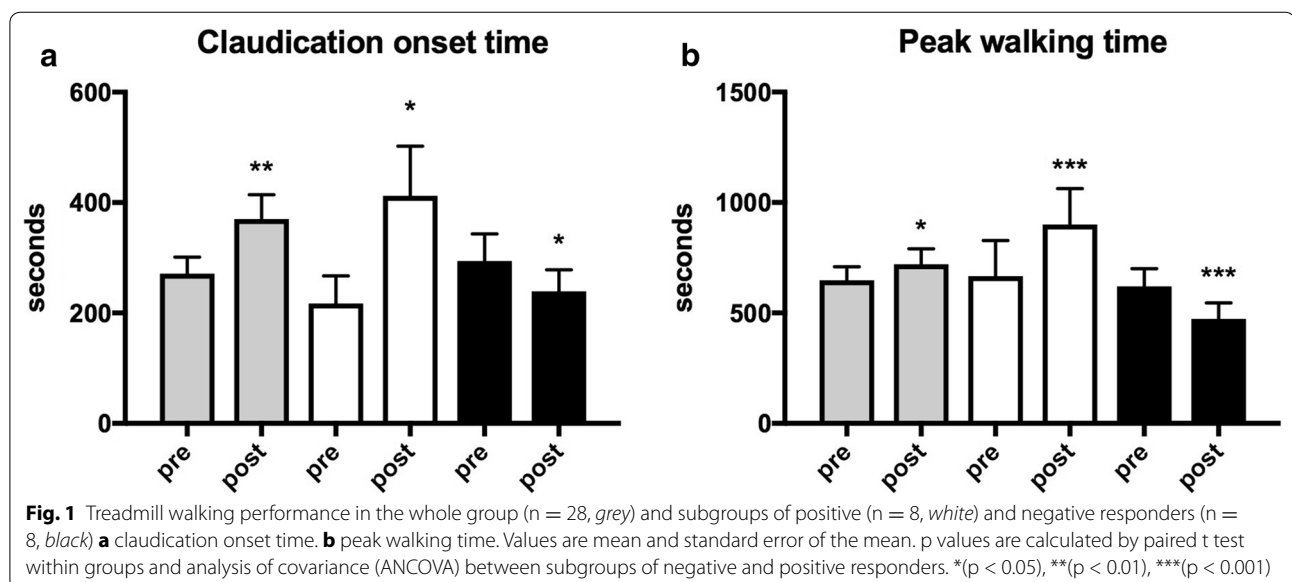 a
Claudication onset time
600
400
200
0
seconds
**
*
*
pre
post
pre
post
pre
post
b
Peak walking time
1500
1000
500
0
seconds
*
***
***
pre
post
pre
post
pre
post
Fig. 1 Treadmill walking performance in the whole group (n = 28, grey) and subgroups of positive (n = 8, white) and negative responders (n =
8, black) a claudication onset time. b peak walking time. Values are mean and standard error of the mean. p values are calculated by paired t test
within groups and analysis of covariance (ANCOVA) between subgroups of negative and positive responders. *(p < 0.05), **(p < 0.01), ***(p < 0.001)